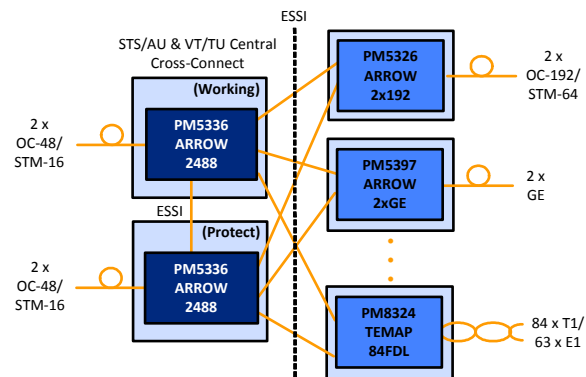 ESSI
STS/AU & VT/TU Central
Cross-Connect
(Working)
2 x
OC-48/
STM-16
PM5336
ARROW
2488
ESSI
(Protect)
2 x
OC-48/
STM-16
PM5336
ARROW
2488
PM5326
ARROW
2x192
2 x
OC-192/
STM-64
PM5397
ARROW
2xGE
2 x
GE
PM8324
TEMAP
84FDL
84 x T1/
63 x E1